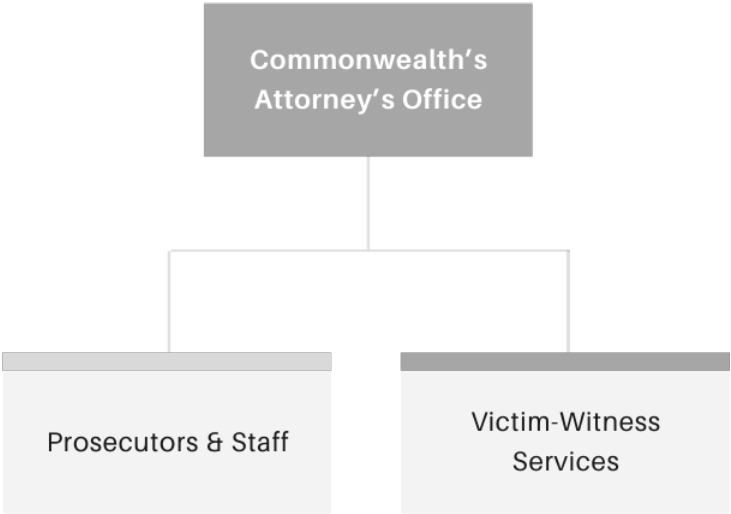 Commonwealth’s
Attorney’s Office
Prosecutors & Staff
Victim-Witness
Services